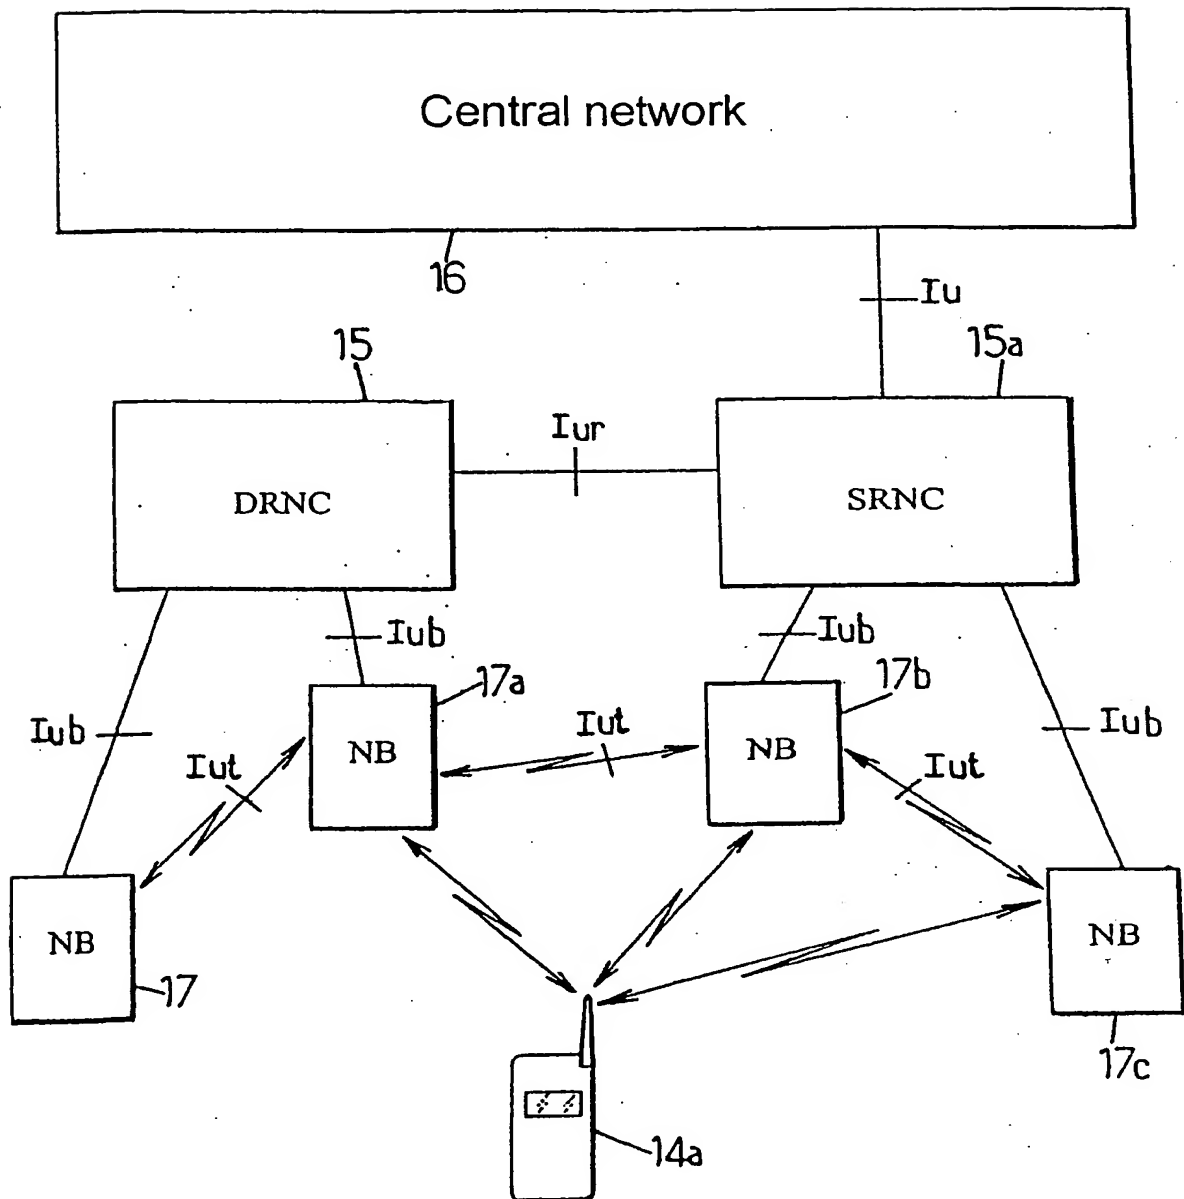 Central network
16
Iu
15
15a
Iur
DRNC
SRNC
Iub
Iub
17a
17b
Iub
Iut
NB
Iut
NB
Iut
Iub
NB
17
NB
17c
14a